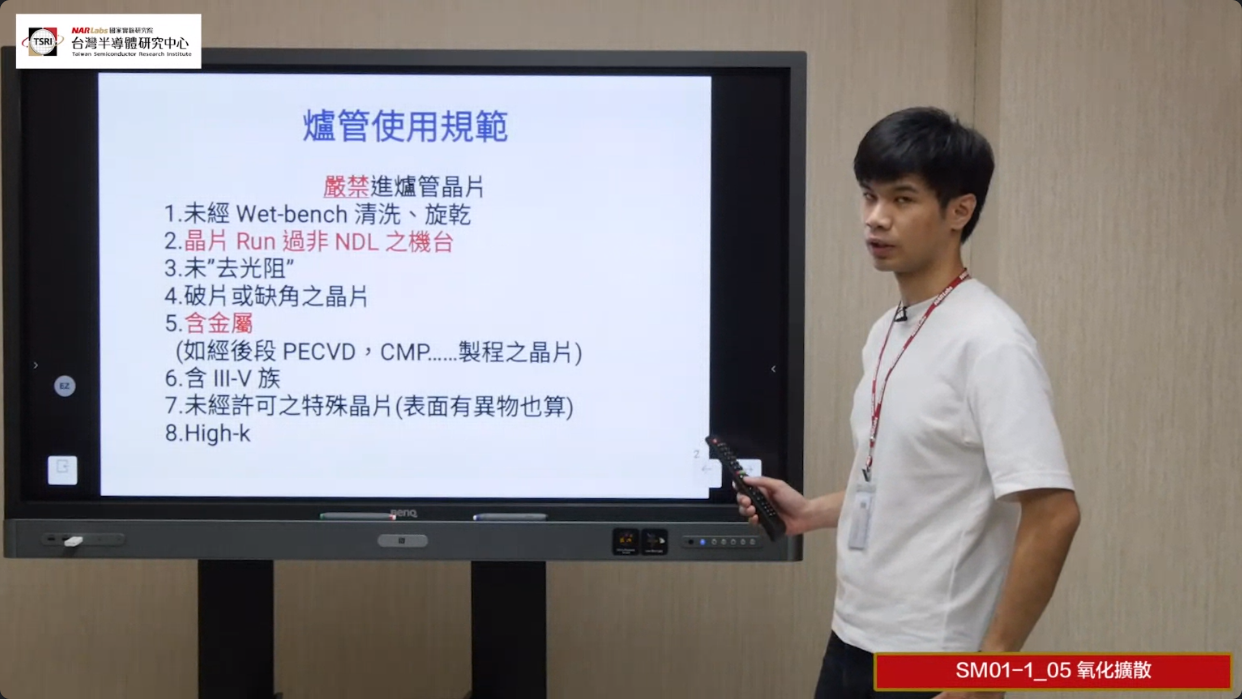 NARLabs 國家實驗研究院
TSRI
台灣半導體研究中心
Taiwan Semiconductor Research Institute
爐管使用規範
嚴禁進爐管晶片
1.未經 Wet-bench 清洗、旋乾
2.晶片 Run 過非 NDL 之機台
3.未”去光阻”
4.破片或缺角之晶片
5.含金屬
(如經後段 PECVD，CMP......製程之晶片)
6.含 III-V 族
7.未經許可之特殊晶片(表面有異物也算)
8.High-k
EZ
2
BenQ
SM01-1_05 氧化擴散